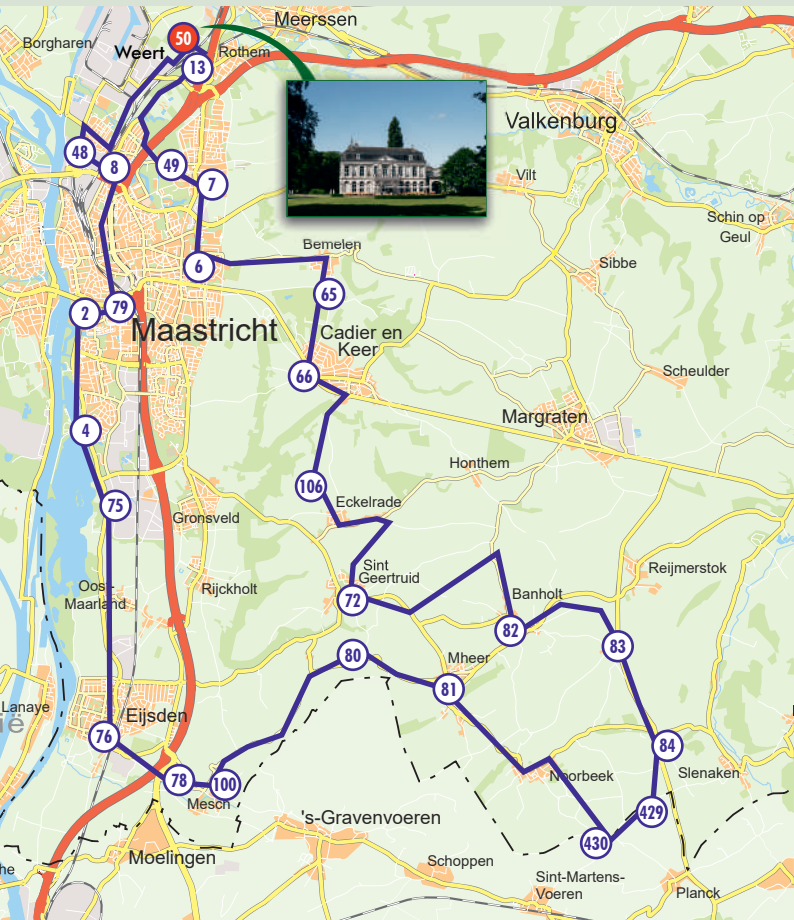 Meerssen
50
Borgharen
Weert
Rothem
13
Valkenburg
48
8
49
7
Vilt
Schin op
Geul
Bemelen
6
Sibbe
65
79
2
Maastricht
Cadier en
Keer
66
Scheulder
Margraten
4
Honthem
106
75
Eckelrade
Gronsveld
Sint
Geertruid
Reijmerstok
Oost-
Maarland
Rijckholt
72
Banholt
82
83
80
Mheer
81
Lanaye
ië
Eijsden
76
84
78
100
Noorbeek
Slenaken
Mesch
429
's-Gravenvoeren
430
Moelingen
Schoppen
he
Sint-Martens-
Voeren
Planck